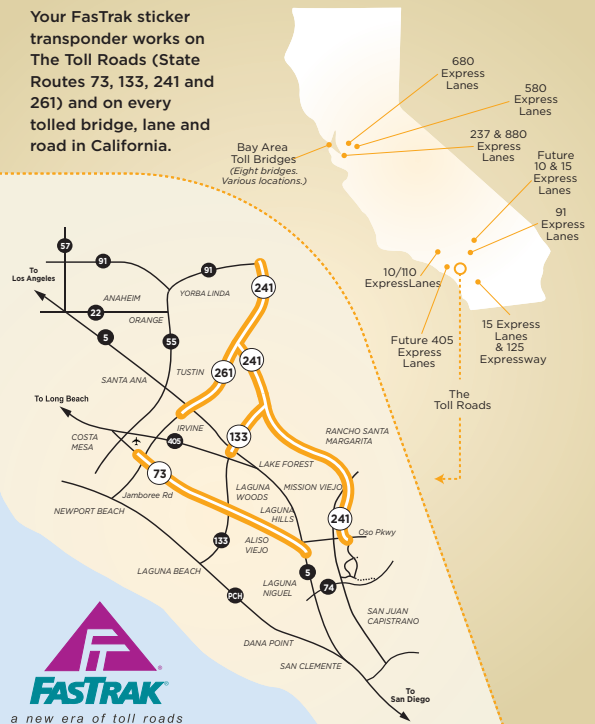 Your FasTrak sticker
transponder works on
The Toll Roads (State
Routes 73, 133, 241 and
261) and on every
tolled bridge, lane and
road in California.
680
Express
Lanes
580
Express
Lanes
237 & 880
Express
Lanes
Bay Area
Toll Bridges
(Eight bridges.
Various locations.)
Future
10 & 15
Express
Lanes
91
Express
Lanes
10/110
ExpressLanes
Future 405
Express
Lanes
15 Express
Lanes
& 125
Expressway
The
Toll Roads
57
91
91
To
Los Angeles
ANAHEIM
YORBA LINDA
241
22
ORANGE
5
55
241
261
TUSTIN
SANTA ANA
To Long Beach
IRVINE
405
133
COSTA
MESA
RANCHO SANTA
MARGARITA
73
LAKE FOREST
Jamboree Rd
LAGUNA
WOODS
MISSION VIEJO
NEWPORT BEACH
LAGUNA
HILLS
241
Oso Pkwy
133
ALISO
VIEJO
LAGUNA BEACH
5
74
LAGUNA
NIGUEL
PCH
SAN JUAN
CAPISTRANO
DANA POINT
SAN CLEMENTE
To
San Diego
FT
®
FASTRAK
®
a new era of toll roads